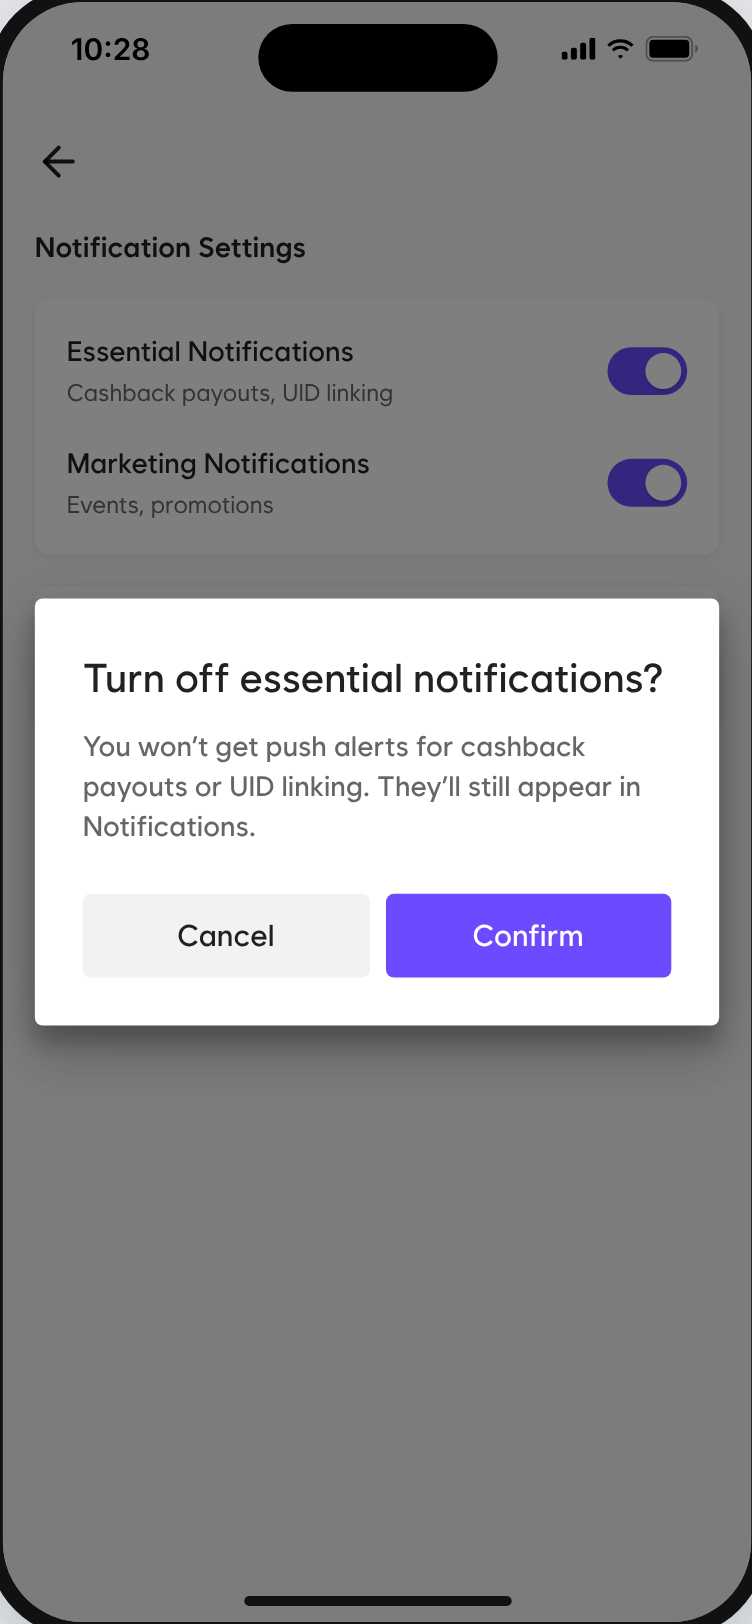 10:28
Notification Settings
Essential Notifications
Cashback payouts, UID linking
Marketing Notifications
Events, promotions
Turn off essential notifications?
You won’t get push alerts for cashback
payouts or UID linking. They’ll still appear in
Notifications.
Cancel
Confirm